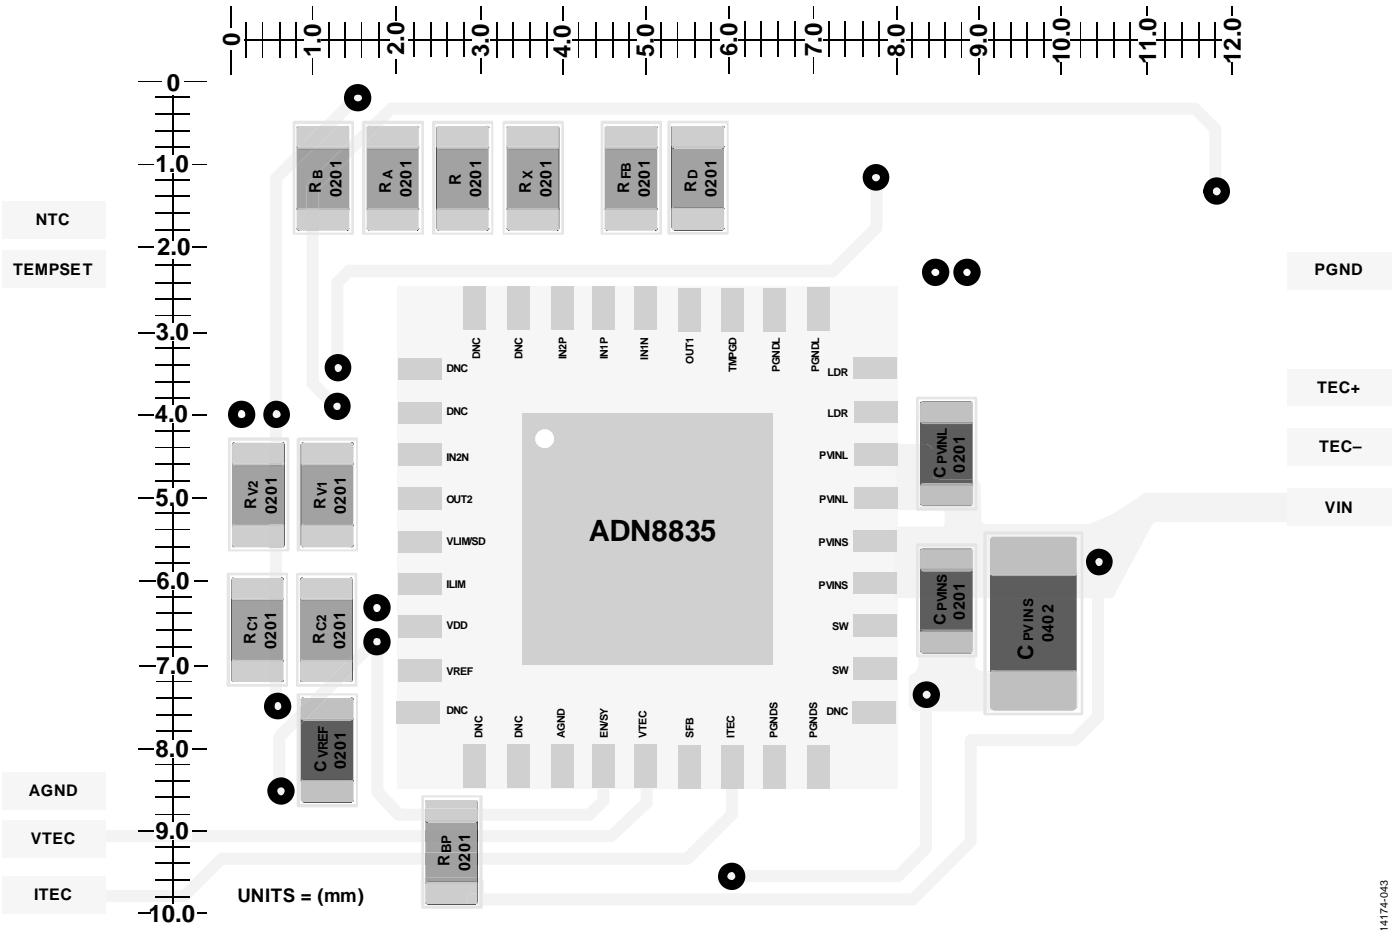 0 1.0 2.0 3.0 4.0 5.0 6.0 7.0 8.0 9.0 10.0 11.0 12.0
0
1.0
2.0
3.0
4.0
5.0
6.0
7.0
8.0
9.0
10.0
RB 0201
RA 0201
R 0201
RX 0201
RFB 0201
RD 0201
NTC
TEMPSET
PGND
TEC+
TEC–
VIN
DNC
DNC
IN2P
IN1P
IN1N
OUT1
TMPGD
PGNDL
PGNDL
DNC
DNC
IN2N
OUT2
VLIM/SD
ILIM
VDD
VREF
DNC
ADN8835
LDR
LDR
PVINL
PVINL
PVINS
PVINS
SW
SW
DNC
DNC
DNC
AGND
EN/SY
VTEC
SFB
ITEC
PGNDS
PGNDS
RV2 0201
RV1 0201
RC1 0201
RC2 0201
CVREF 0201
CPVINL 0201
CPVINS 0201
CPVINS 0402
RBP 0201
AGND
VTEC
ITEC
UNITS = (mm)
14174-043